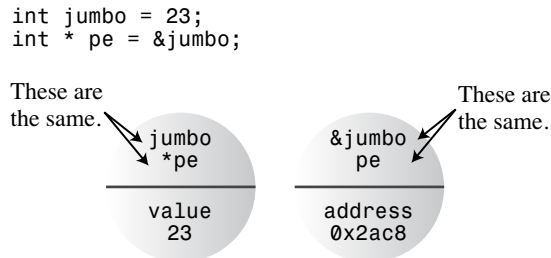 int jumbo = 23;
int * pe = &jumbo;
These are
the same.
jumbo
*pe
value
23
&jumbo
pe
address
0x2ac8
These are
the same.